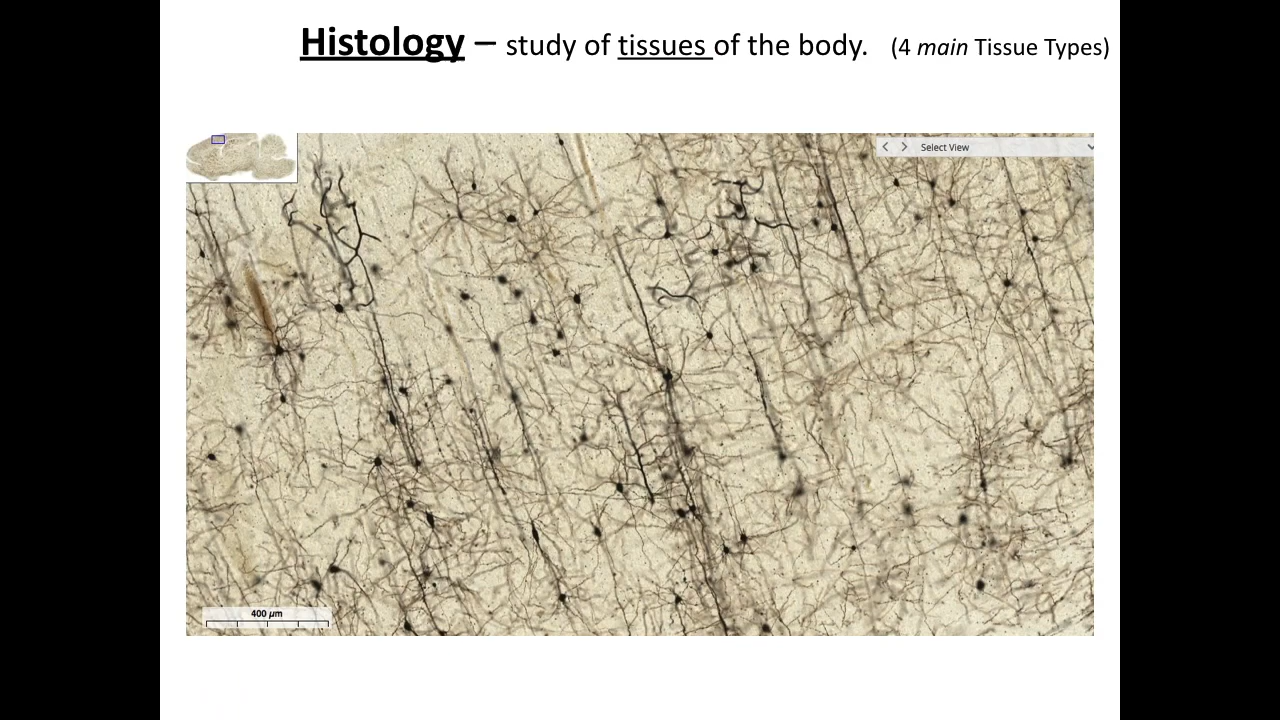 Histology – study of tissues of the body. (4 main Tissue Types)
Select View
400 µm